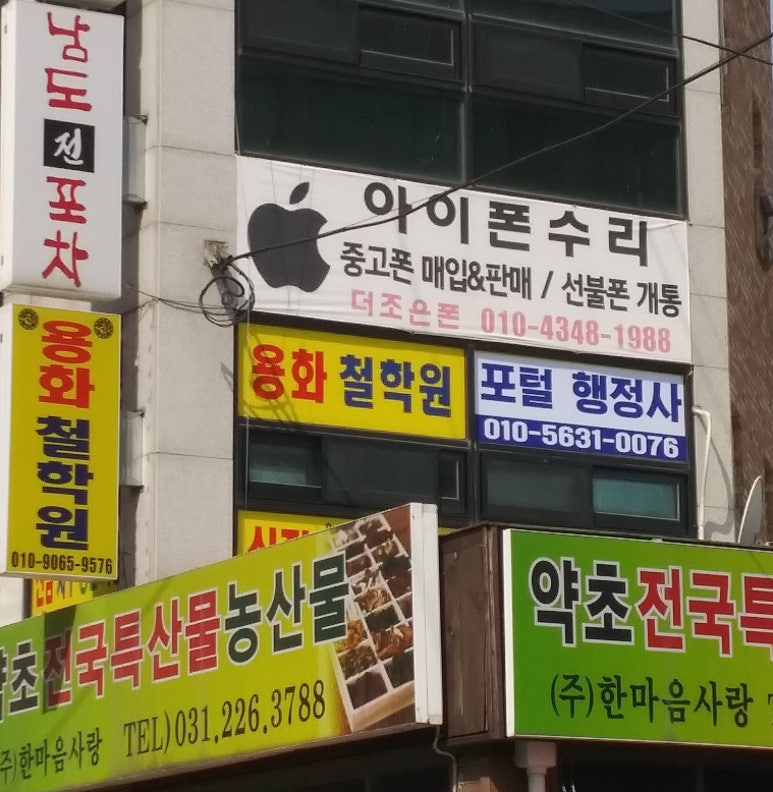 남도
전
포차
아이폰수리
중고폰 매입&판매 / 선불폰 개통
더조은폰 010-4348-1988
용화 철학원
010-9065-9576
용화 철학원
포털 행정사
010-5631-0076
약초전국특산물농산물
(주)한마음사랑 TEL)031.226.3788
약초전국특
(주)한마음사랑